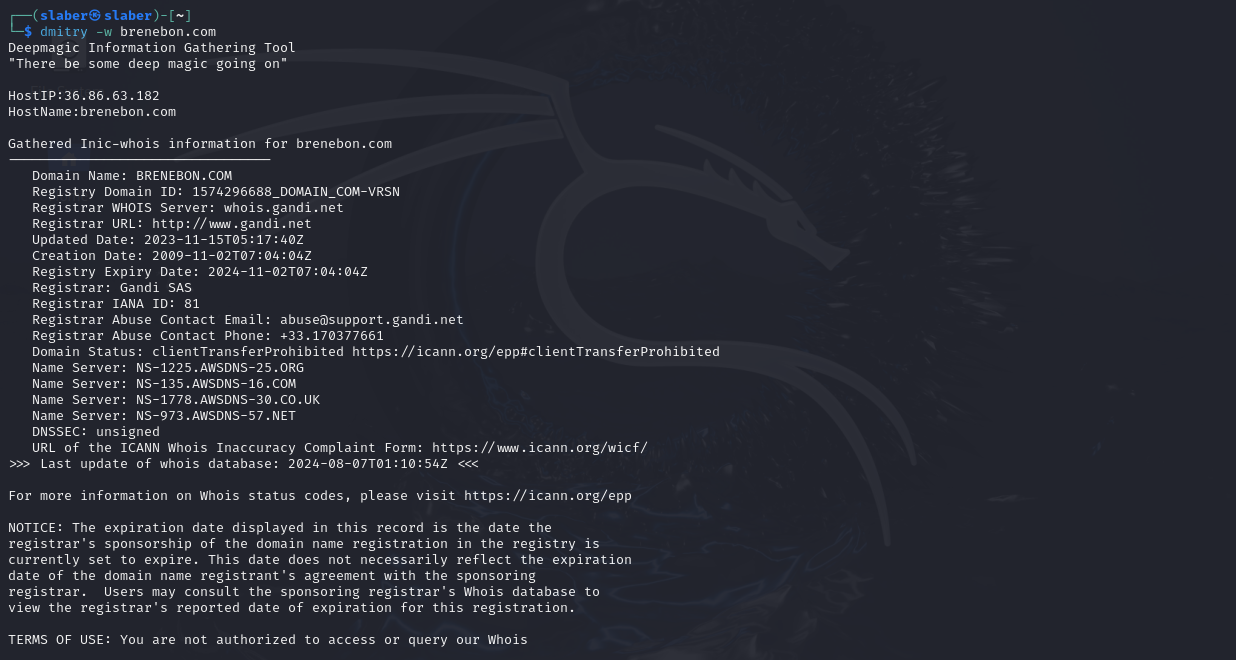 ┌──(slaber㉿slaber)-[~]
└─$ dmitry -w brenebon.com
Deepmagic Information Gathering Tool
"There be some deep magic going on"

HostIP:36.86.63.182
HostName:brenebon.com

Gathered Inic-whois information for brenebon.com
---------------------------------
   Domain Name: BRENEBON.COM
   Registry Domain ID: 1574296688_DOMAIN_COM-VRSN
   Registrar WHOIS Server: whois.gandi.net
   Registrar URL: http://www.gandi.net
   Updated Date: 2023-11-15T05:17:40Z
   Creation Date: 2009-11-02T07:04:04Z
   Registry Expiry Date: 2024-11-02T07:04:04Z
   Registrar: Gandi SAS
   Registrar IANA ID: 81
   Registrar Abuse Contact Email: abuse@support.gandi.net
   Registrar Abuse Contact Phone: +33.170377661
   Domain Status: clientTransferProhibited https://icann.org/epp#clientTransferProhibited
   Name Server: NS-1225.AWSDNS-25.ORG
   Name Server: NS-135.AWSDNS-16.COM
   Name Server: NS-1778.AWSDNS-30.CO.UK
   Name Server: NS-973.AWSDNS-57.NET
   DNSSEC: unsigned
   URL of the ICANN Whois Inaccuracy Complaint Form: https://www.icann.org/wicf/
>>> Last update of whois database: 2024-08-07T01:10:54Z <<<

For more information on Whois status codes, please visit https://icann.org/epp

NOTICE: The expiration date displayed in this record is the date the
registrar's sponsorship of the domain name registration in the registry is
currently set to expire. This date does not necessarily reflect the expiration
date of the domain name registrant's agreement with the sponsoring
registrar.  Users may consult the sponsoring registrar's Whois database to
view the registrar's reported date of expiration for this registration.

TERMS OF USE: You are not authorized to access or query our Whois